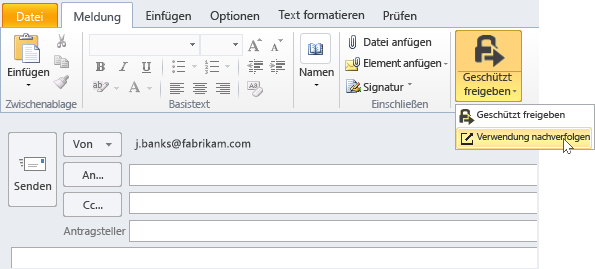 Datei Meldung Einfügen Optionen Text formatieren Prüfen
Einfügen
Zwischenablage
F K U
ab
A A A
Basistext
Namen
Datei anfügen
Element anfügen
Signatur
Einschließen
Geschützt
freigeben
Geschützt freigeben
Verwendung nachverfolgen
Senden
Von j.banks@fabrikam.com
An...
Cc...
Antragsteller